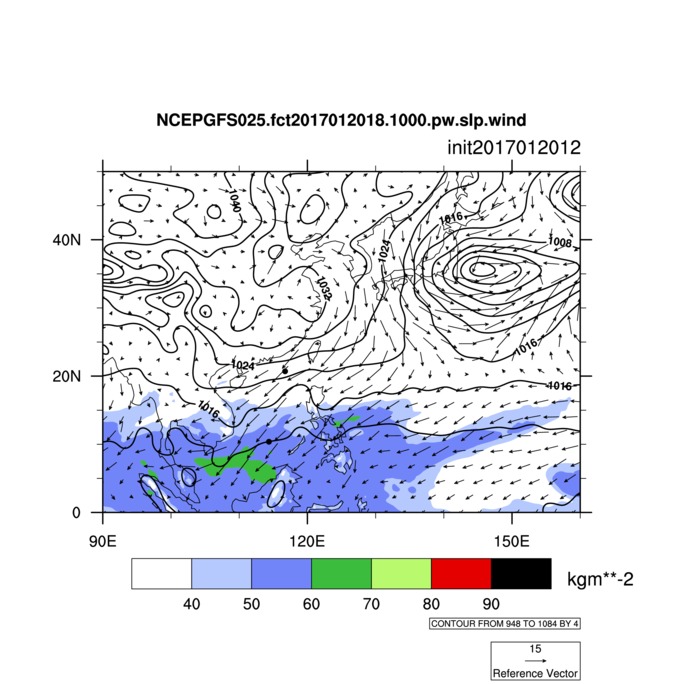 NCEPGFS025.fct2017012018.1000.pw.slp.wind
init2017012012
1040
1016
1008
1024
1032
1016
1024
1016
1016
40N
20N
0
90E
120E
150E
40
50
60
70
80
90
kgm**-2
CONTOUR FROM 948 TO 1084 BY 4
15
Reference Vector